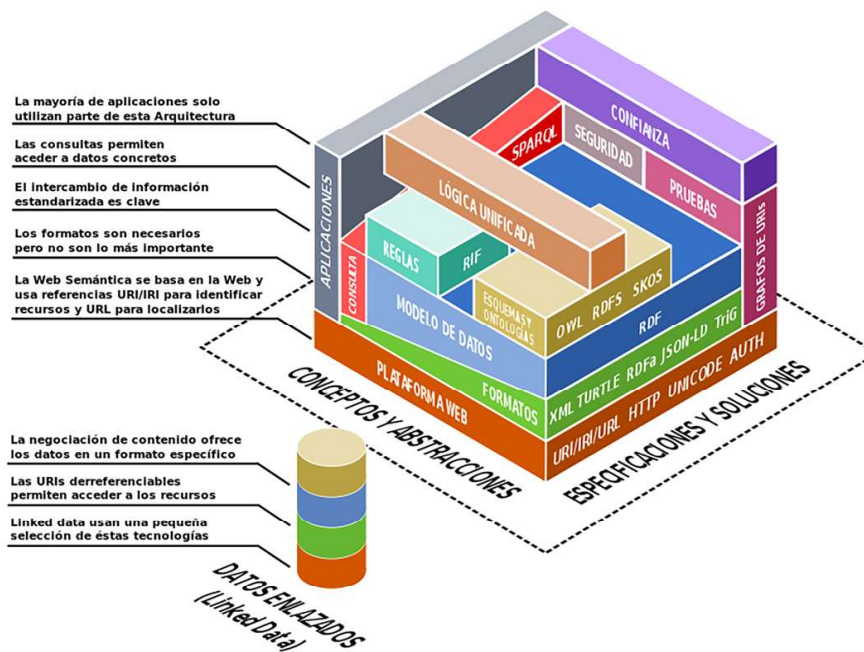 La mayoría de aplicaciones solo
utilizan parte de esta Arquitectura
Las consultas permiten
aceder a datos concretos
El intercambio de información
estandarizada es clave
Los formatos son necesarios
pero no son lo más importante
La Web Semántica se basa en la Web y
usa referencias URI/IRI para identificar
recursos y URL para localizarlos
APLICACIONES
CONFIANZA
SPARQL
SEGURIDAD
PRUEBAS
LÓGICA UNIFICADA
REGLAS
RIF
CONSULTA
MODELO DE DATOS
ESQUEMAS Y
ONTOLOGÍAS
OWL RDFS SKOS
RDF
GRAFOS DE URIs
FORMATOS
XML TURTLE RDFa JSON-LD TriG
PLATAFORMA WEB
URI/IRI/URL HTTP UNICODE AUTH
CONCEPTOS Y ABSTRACCIONES
ESPECIFICACIONES Y SOLUCIONES
La negociación de contenido ofrece
los datos en un formato específico
Las URIs derreferenciables
permiten acceder a los recursos
Linked data usan una pequeña
selección de éstas tecnologías
DATOS ENLAZADOS
(Linked Data)